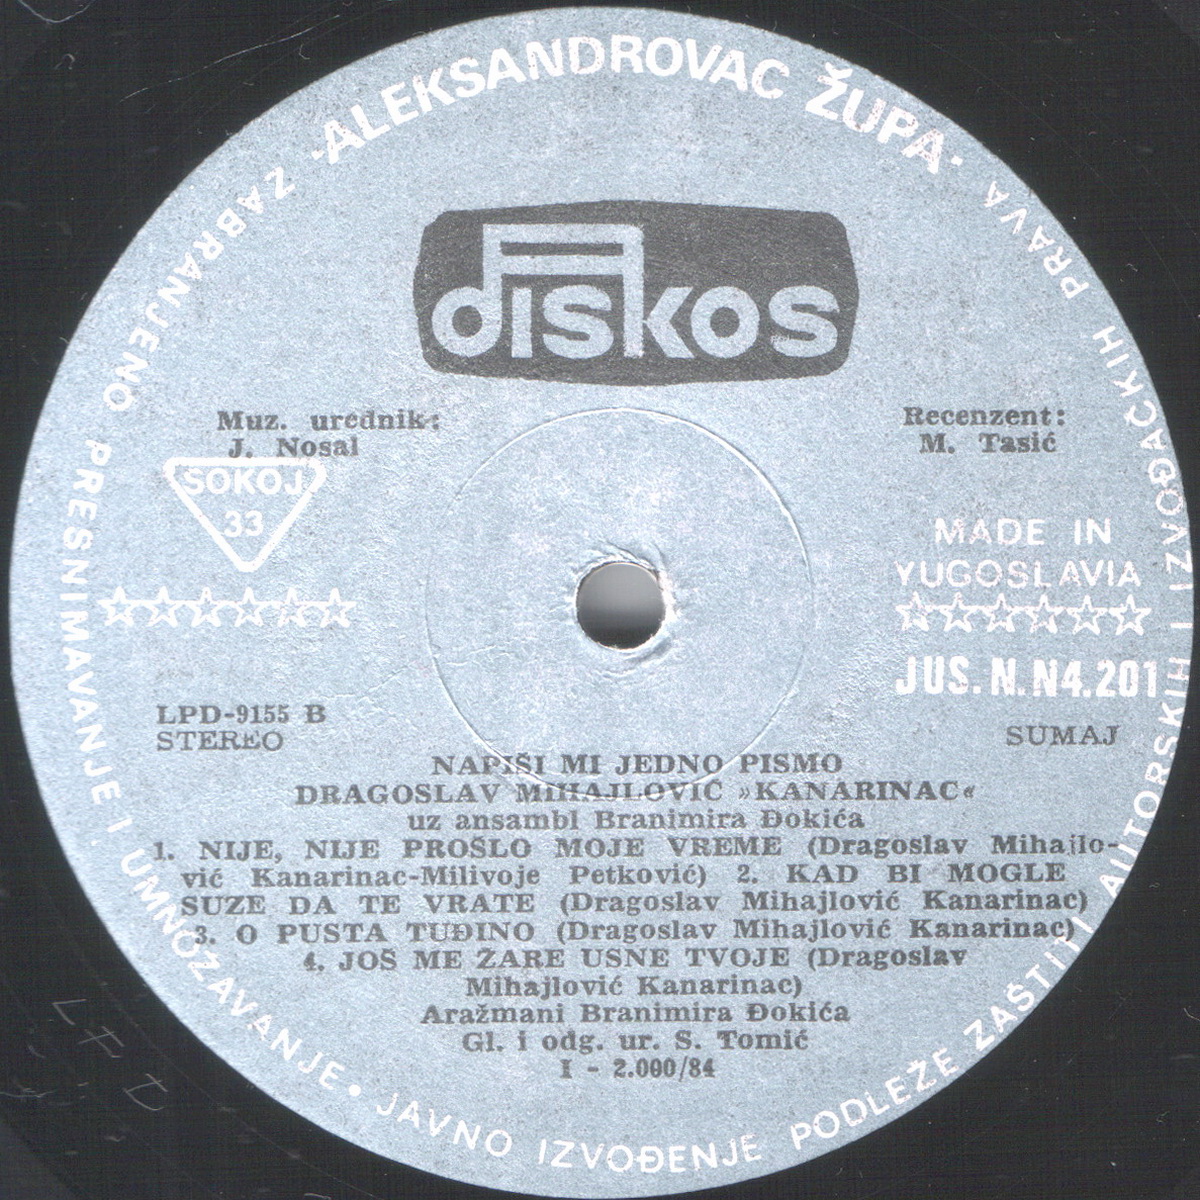 ·ALEKSANDROVAC ŽUPA·
ZABRANJENO PRESNIMAVANJE I UMNOŽAVANJE • JAVNO IZVOĐENJE PODLEŽE ZAŠTITI AUTORSKIH I IZVOĐAČKIH PRAVA
diskos
Muz. urednik:
J. Nosal
Recenzent:
M. Tasić
SOKOJ
33
MADE IN
YUGOSLAVIA
JUS.N.N4.201
LPD-9155 B
STEREO
SUMAJ
NAPIŠI MI JEDNO PISMO
DRAGOSLAV MIHAJLOVIĆ »KANARINAC«
uz ansambl Branimira Đokića
1. NIJE, NIJE PROŠLO MOJE VREME (Dragoslav Mihajlo-
vić Kanarinac-Milivoje Petković) 2. KAD BI MOGLE
SUZE DA TE VRATE (Dragoslav Mihajlović Kanarinac)
3. O PUSTA TUĐINO (Dragoslav Mihajlović Kanarinac)
4. JOŠ ME ŽARE USNE TVOJE (Dragoslav
Mihajlović Kanarinac)
Aražmani Branimira Đokića
Gl. i odg. ur. S. Tomić
I - 2.000/84